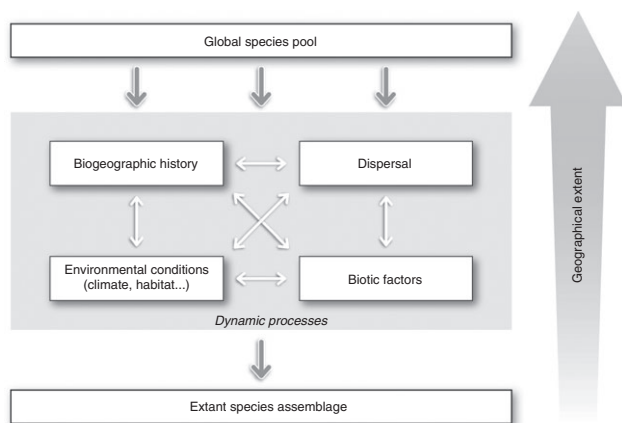 Global species pool
Biogeographic history
Dispersal
Environmental conditions
(climate, habitat...)
Biotic factors
Dynamic processes
Extant species assemblage
Geographical extent